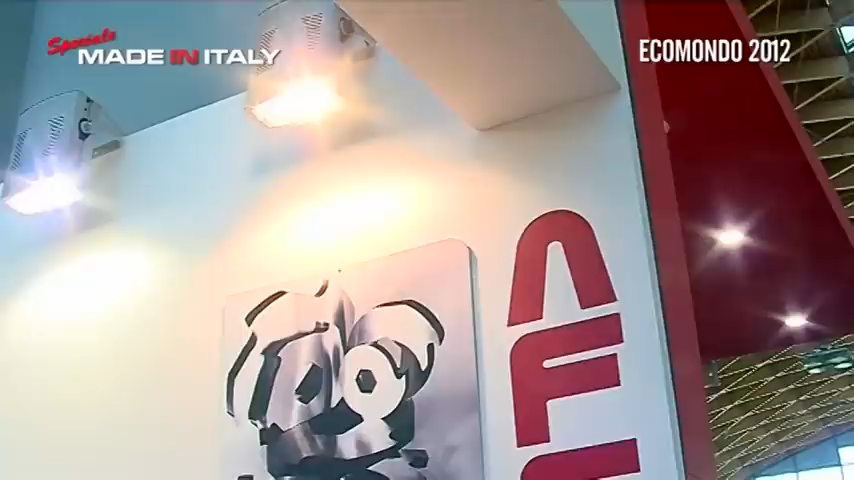 Speciale
MADE IN ITALY
ECOMONDO 2012
A
F